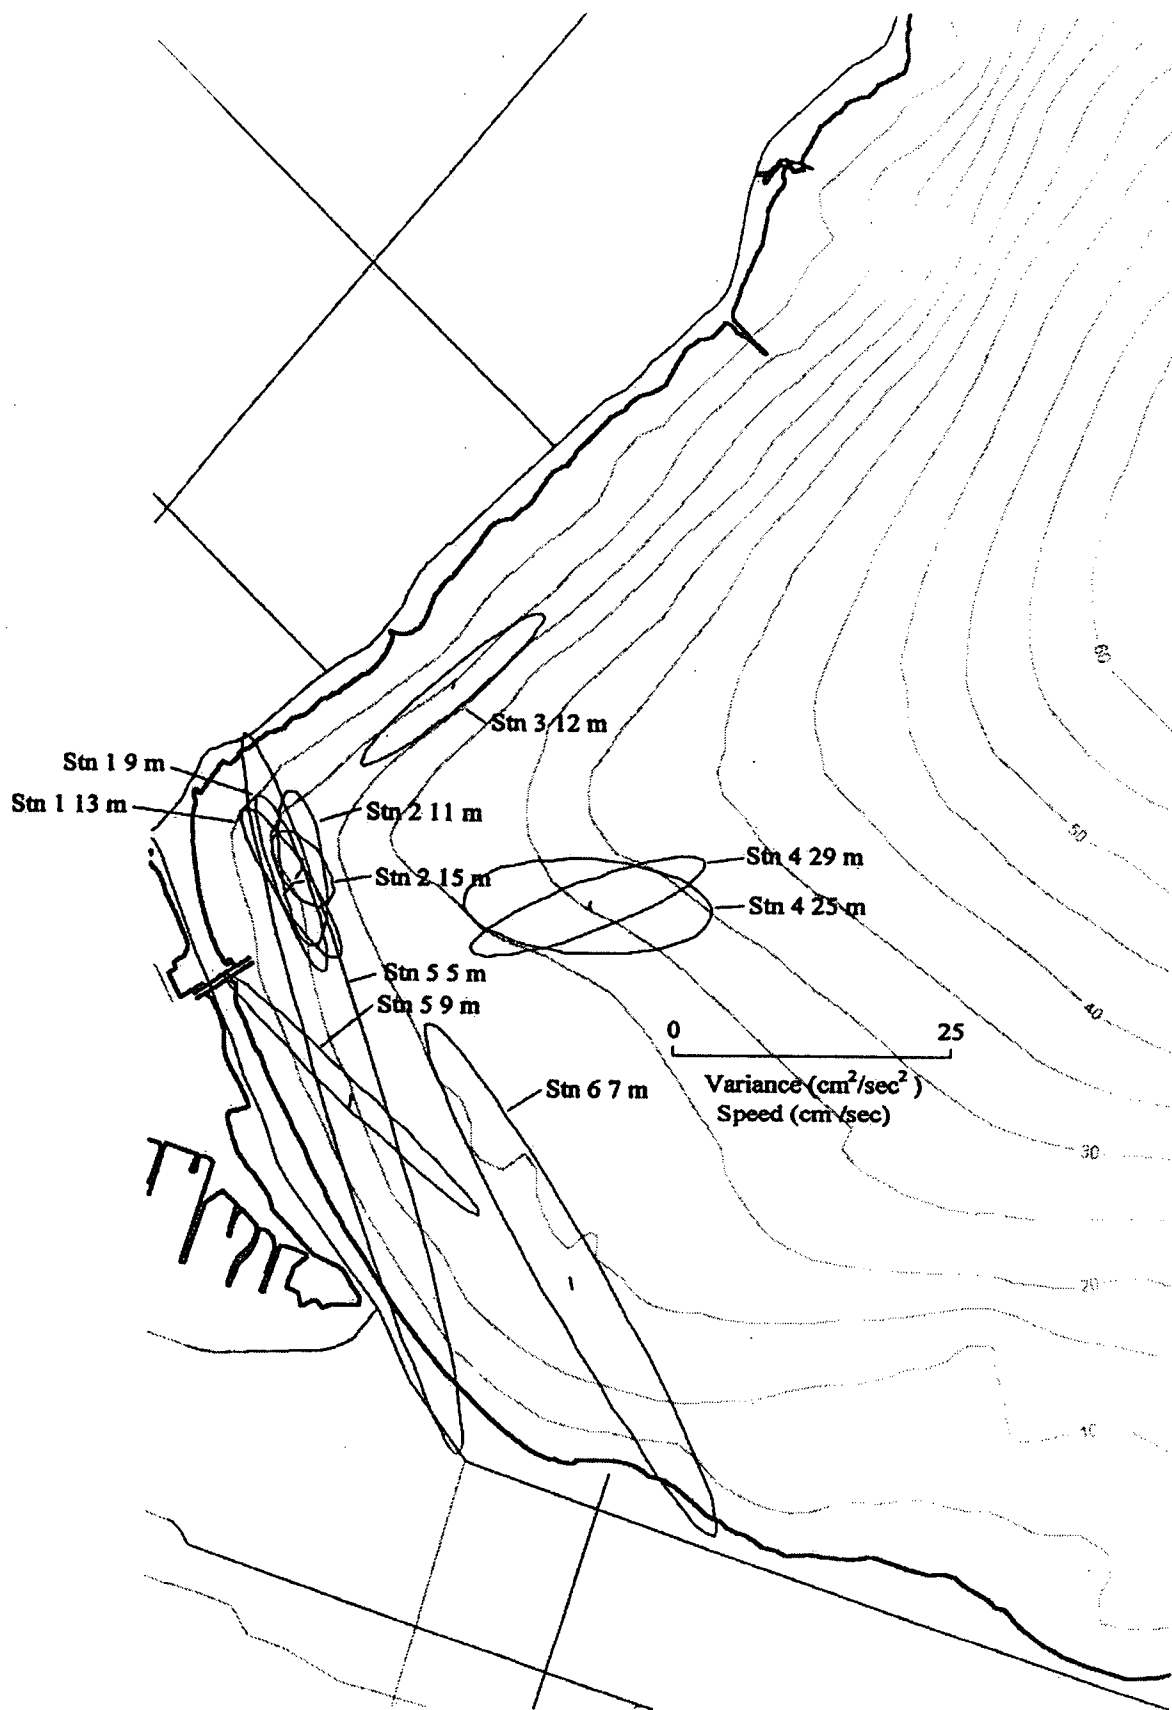 60
Stn 3 12 m
Stn 1 9 m
Stn 1 13 m
Stn 2 11 m
50
Stn 4 29 m
Stn 2 15 m
Stn 4 25 m
Stn 5 5 m
Stn 5 9 m
40
0 25
Variance (cm²/sec²)
Speed (cm/sec)
Stn 6 7 m
30
20
10